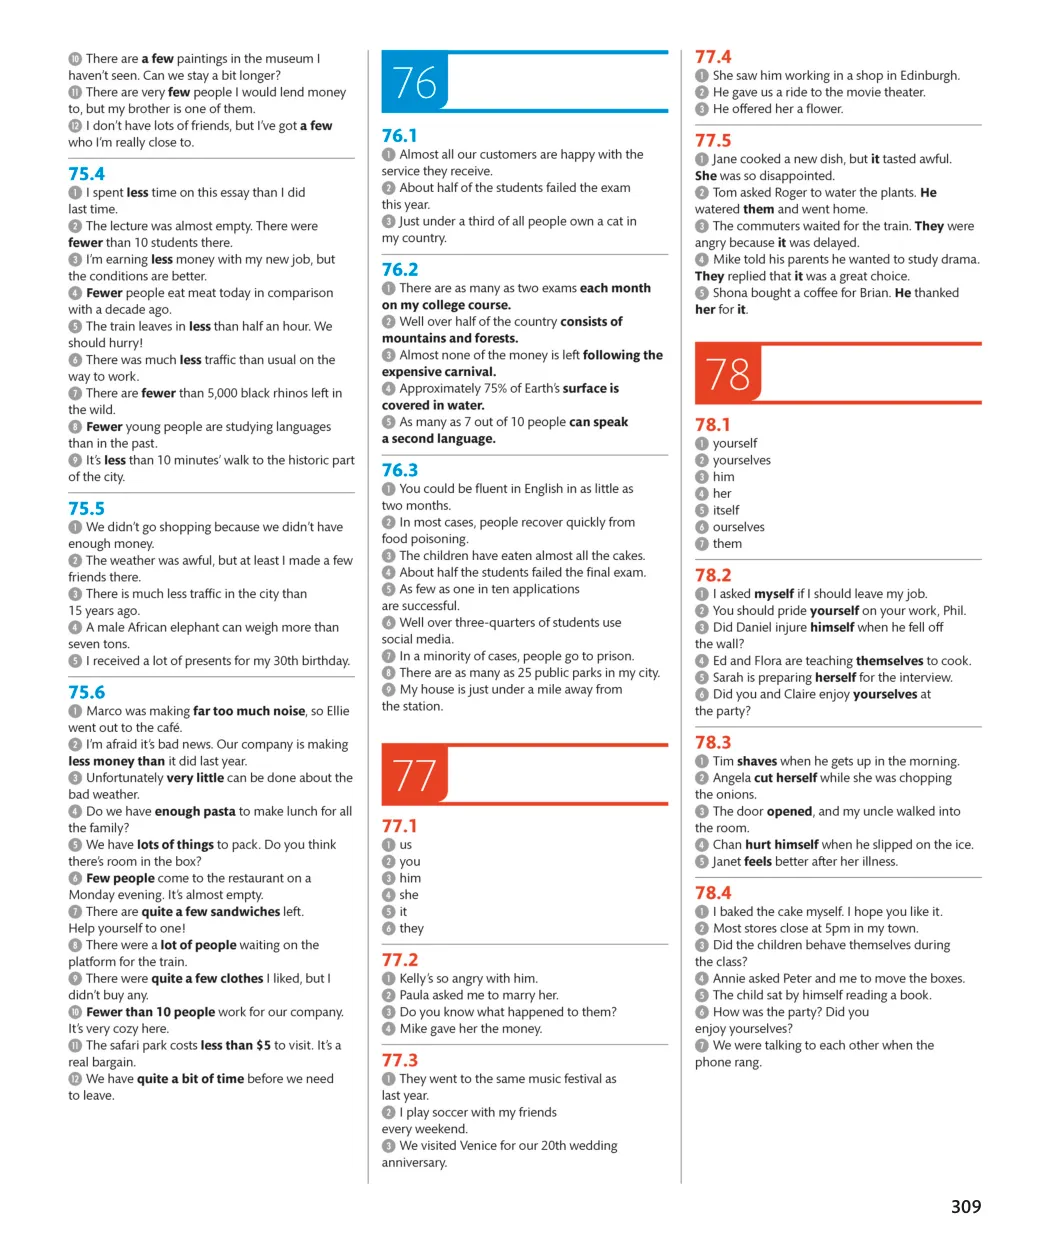 10 There are a few paintings in the museum I
haven't seen. Can we stay a bit longer?
11 There are very few people I would lend money
to, but my brother is one of them.
12 I don't have lots of friends, but I've got a few
who I'm really close to.
75.4
1 I spent less time on this essay than I did
last time.
2 The lecture was almost empty. There were
fewer than 10 students there.
3 I'm earning less money with my new job, but
the conditions are better.
4 Fewer people eat meat today in comparison
with a decade ago.
5 The train leaves in less than half an hour. We
should hurry!
6 There was much less traffic than usual on the
way to work.
7 There are fewer than 5,000 black rhinos left in
the wild.
8 Fewer young people are studying languages
than in the past.
9 It's less than 10 minutes' walk to the historic part
of the city.
75.5
1 We didn't go shopping because we didn't have
enough money.
2 The weather was awful, but at least I made a few
friends there.
3 There is much less traffic in the city than
15 years ago.
4 A male African elephant can weigh more than
seven tons.
5 I received a lot of presents for my 30th birthday.
75.6
1 Marco was making far too much noise, so Ellie
went out to the café.
2 I'm afraid it's bad news. Our company is making
less money than it did last year.
3 Unfortunately very little can be done about the
bad weather.
4 Do we have enough pasta to make lunch for all
the family?
5 We have lots of things to pack. Do you think
there's room in the box?
6 Few people come to the restaurant on a
Monday evening. It's almost empty.
7 There are quite a few sandwiches left.
Help yourself to one!
8 There were a lot of people waiting on the
platform for the train.
9 There were quite a few clothes I liked, but I
didn't buy any.
10 Fewer than 10 people work for our company.
It's very cozy here.
11 The safari park costs less than $5 to visit. It's a
real bargain.
12 We have quite a bit of time before we need
to leave.
76
76.1
1 Almost all our customers are happy with the
service they receive.
2 About half of the students failed the exam
this year.
3 Just under a third of all people own a cat in
my country.
76.2
1 There are as many as two exams each month
on my college course.
2 Well over half of the country consists of
mountains and forests.
3 Almost none of the money is left following the
expensive carnival.
4 Approximately 75% of Earth's surface is
covered in water.
5 As many as 7 out of 10 people can speak
a second language.
76.3
1 You could be fluent in English in as little as
two months.
2 In most cases, people recover quickly from
food poisoning.
3 The children have eaten almost all the cakes.
4 About half the students failed the final exam.
5 As few as one in ten applications
are successful.
6 Well over three-quarters of students use
social media.
7 In a minority of cases, people go to prison.
8 There are as many as 25 public parks in my city.
9 My house is just under a mile away from
the station.
77
77.1
1 us
2 you
3 him
4 she
5 it
6 they
77.2
1 Kelly's so angry with him.
2 Paula asked me to marry her.
3 Do you know what happened to them?
4 Mike gave her the money.
77.3
1 They went to the same music festival as
last year.
2 I play soccer with my friends
every weekend.
3 We visited Venice for our 20th wedding
anniversary.
77.4
1 She saw him working in a shop in Edinburgh.
2 He gave us a ride to the movie theater.
3 He offered her a flower.
77.5
1 Jane cooked a new dish, but it tasted awful.
She was so disappointed.
2 Tom asked Roger to water the plants. He
watered them and went home.
3 The commuters waited for the train. They were
angry because it was delayed.
4 Mike told his parents he wanted to study drama.
They replied that it was a great choice.
5 Shona bought a coffee for Brian. He thanked
her for it.
78
78.1
1 yourself
2 yourselves
3 him
4 her
5 itself
6 ourselves
7 them
78.2
1 I asked myself if I should leave my job.
2 You should pride yourself on your work, Phil.
3 Did Daniel injure himself when he fell off
the wall?
4 Ed and Flora are teaching themselves to cook.
5 Sarah is preparing herself for the interview.
6 Did you and Claire enjoy yourselves at
the party?
78.3
1 Tim shaves when he gets up in the morning.
2 Angela cut herself while she was chopping
the onions.
3 The door opened, and my uncle walked into
the room.
4 Chan hurt himself when he slipped on the ice.
5 Janet feels better after her illness.
78.4
1 I baked the cake myself. I hope you like it.
2 Most stores close at 5pm in my town.
3 Did the children behave themselves during
the class?
4 Annie asked Peter and me to move the boxes.
5 The child sat by himself reading a book.
6 How was the party? Did you
enjoy yourselves?
7 We were talking to each other when the
phone rang.
309